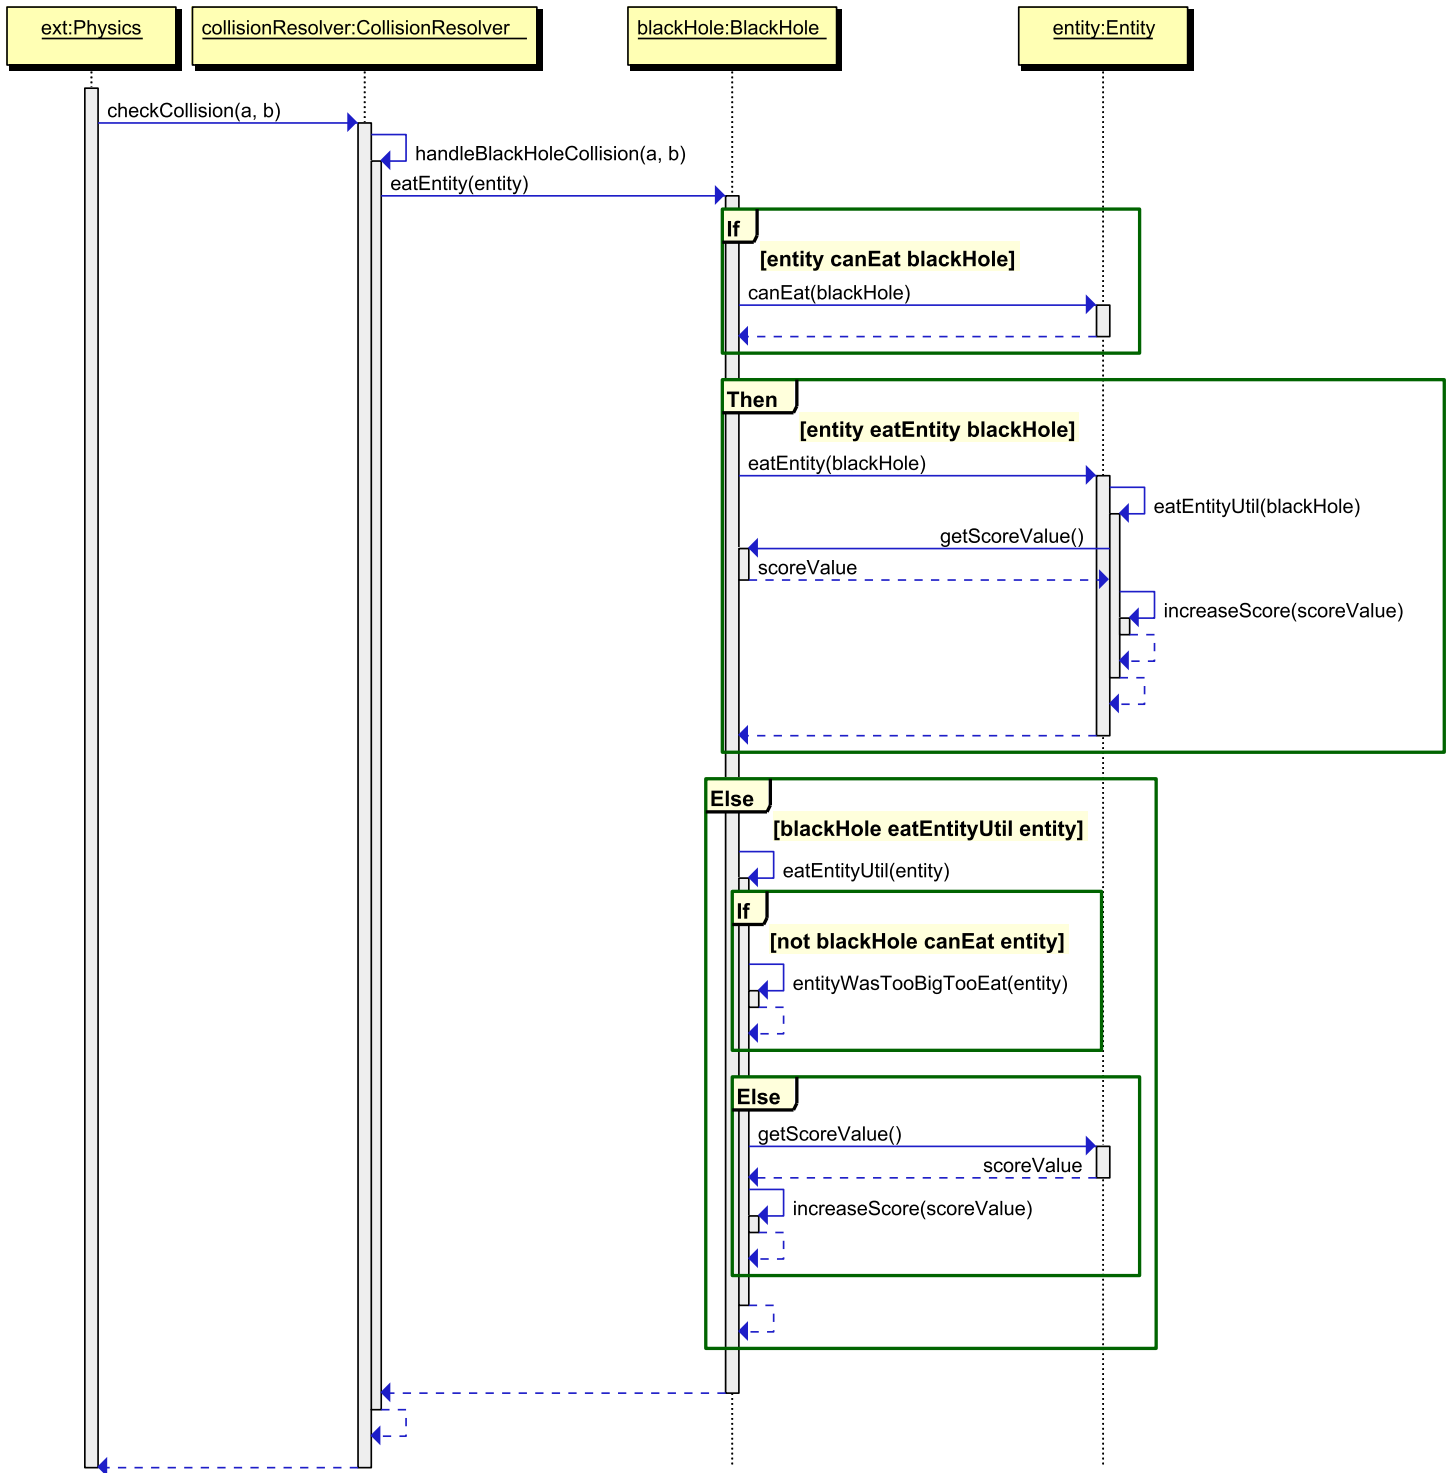 ext:Physics
collisionResolver:CollisionResolver
blackHole:BlackHole
entity:Entity
checkCollision(a, b)
handleBlackHoleCollision(a, b)
eatEntity(entity)
If
[entity canEat blackHole]
canEat(blackHole)
Then
[entity eatEntity blackHole]
eatEntity(blackHole)
eatEntityUtil(blackHole)
getScoreValue()
scoreValue
increaseScore(scoreValue)
Else
[blackHole eatEntityUtil entity]
eatEntityUtil(entity)
If
[not blackHole canEat entity]
entityWasTooBigTooEat(entity)
Else
getScoreValue()
scoreValue
increaseScore(scoreValue)